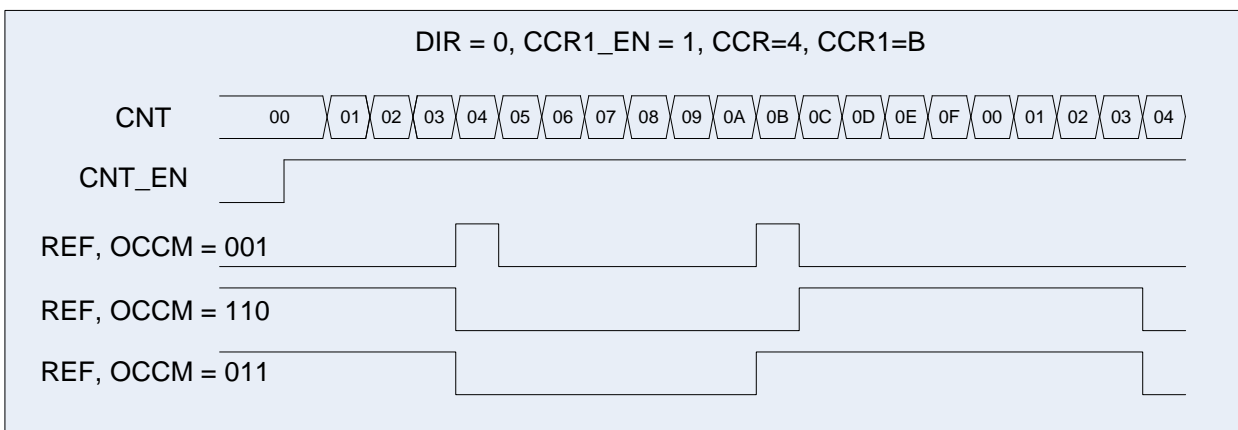 DIR = 0, CCR1_EN = 1, CCR=4, CCR1=B
CNT 00 01 02 03 04 05 06 07 08 09 0A 0B 0C 0D 0E 0F 00 01 02 03 04
CNT_EN
REF, OCCM = 001
REF, OCCM = 110
REF, OCCM = 011